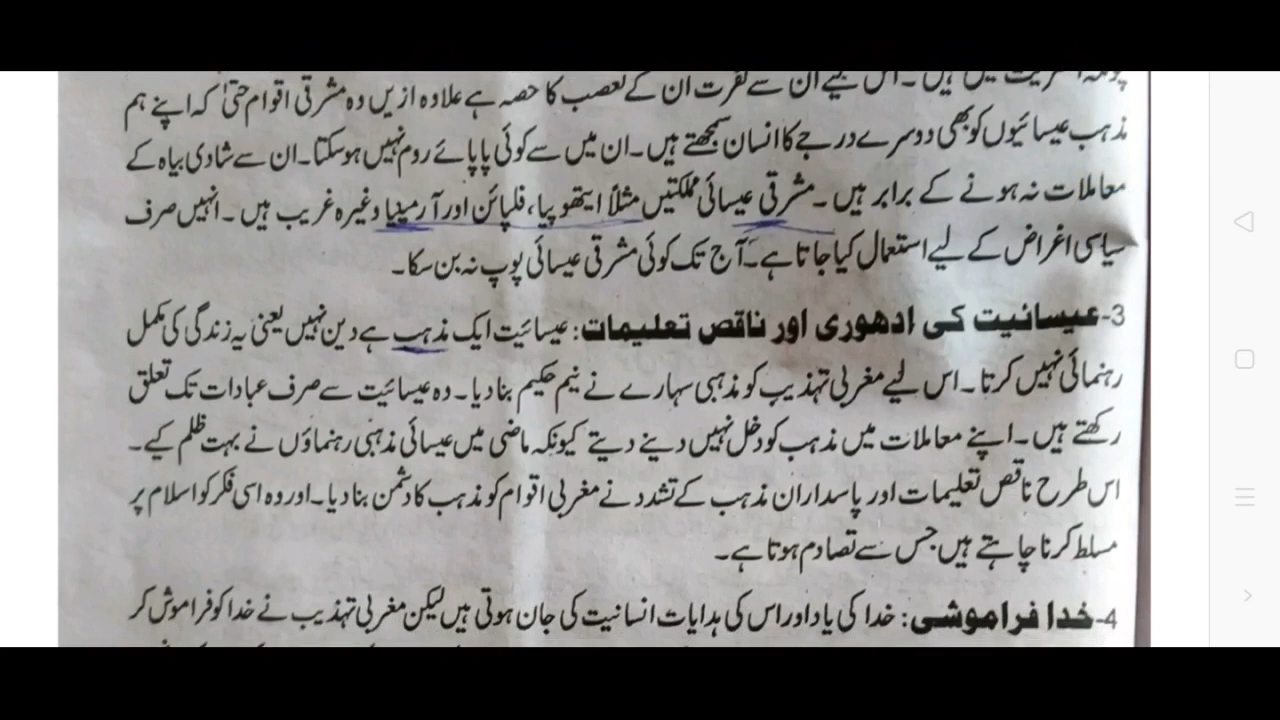 اس لیے ان سے نفرت ان کے تعصب کا حصہ ہے علاوہ ازیں وہ مشرقی اقوام حتیٰ کہ اپنے ہم
مذہب عیسائیوں کو بھی دوسرے درجے کا انسان سمجھتے ہیں۔ ان میں سے کوئی پاپائے روم نہیں ہوسکتا۔ ان سے شادی بیاہ کے
معاملات نہ ہونے کے برابر ہیں۔ مشرقی عیسائی مملکتیں مثلاً ایتھوپیا، فلپائن اور آرمینیا وغیرہ غریب ہیں۔ انہیں صرف
سیاسی اغراض کے لیے استعمال کیا جاتا ہے۔ آج تک کوئی مشرقی عیسائی پوپ نہ بن سکا۔
3-عیسائیت کی ادھوری اور ناقص تعلیمات: عیسائیت ایک مذہب ہے دین نہیں یعنی یہ زندگی کی مکمل
رہنمائی نہیں کرتا۔ اس لیے مغربی تہذیب کو مذہبی سہارے نے نیم حکیم بنا دیا۔ وہ عیسائیت سے صرف عبادات تک تعلق
رکھتے ہیں۔ اپنے معاملات میں مذہب کو دخل نہیں دینے دیتے کیونکہ ماضی میں عیسائی مذہبی رہنماؤں نے بہت ظلم کیے۔
اس طرح ناقص تعلیمات اور پاسداران مذہب کے تشدد نے مغربی اقوام کو مذہب کا دشمن بنا دیا۔ اور وہ اسی فکر کو اسلام پر
مسلط کرنا چاہتے ہیں جس سے تصادم ہوتا ہے۔
4-خدا فراموشی: خدا کی یاد اور اس کی ہدایات انسانیت کی جان ہوتی ہیں لیکن مغربی تہذیب نے خدا کو فراموش کر